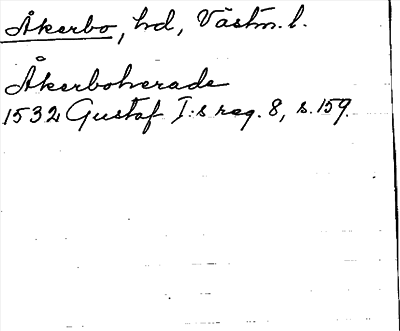 Åkerbo, hd, Västm. l.
Åkerboherade
1532 Gustaf I:s reg. 8, s. 159.